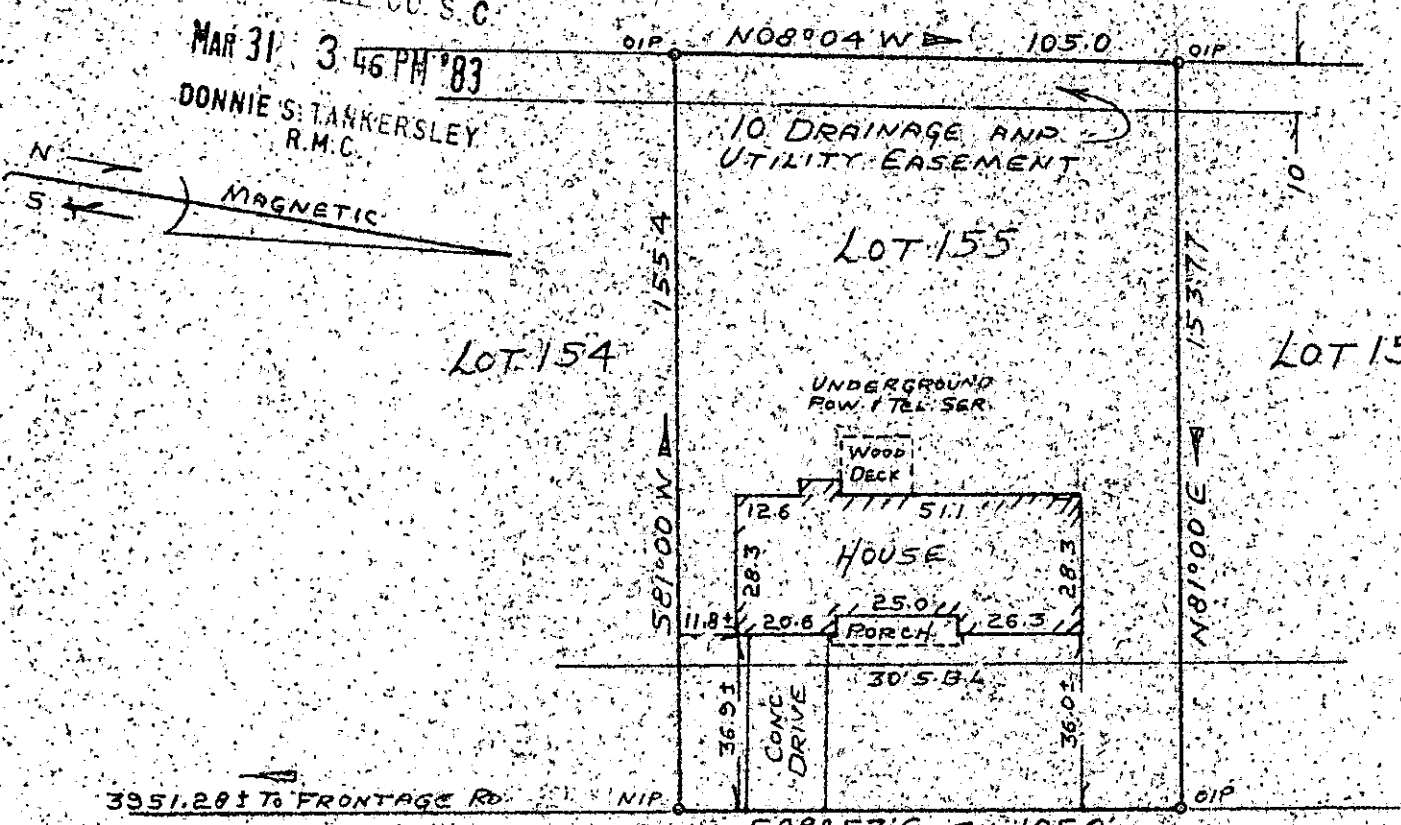 CO. S.C.
MAR 31 3 46 PM '83
DONNIE S. TANKERSLEY
R.M.C.
N
S
MAGNETIC
OIP
N08°04 W 105.0
OIP
10 DRAINAGE AND
UTILITY EASEMENT
10
LOT 155
155.4
153.77
LOT 154
LOT 15
UNDERGROUND
POW & TEL. SER.
WOOD
DECK
12.6
51.1
S81°00 W
28.3
HOUSE
28.3
N81°00 E
11.8±
20.6
25.0
PORCH
26.3
30' S B L
36.9±
CONC
DRIVE
36.0±
3951.28± TO FRONTAGE RD
NIP
OIP